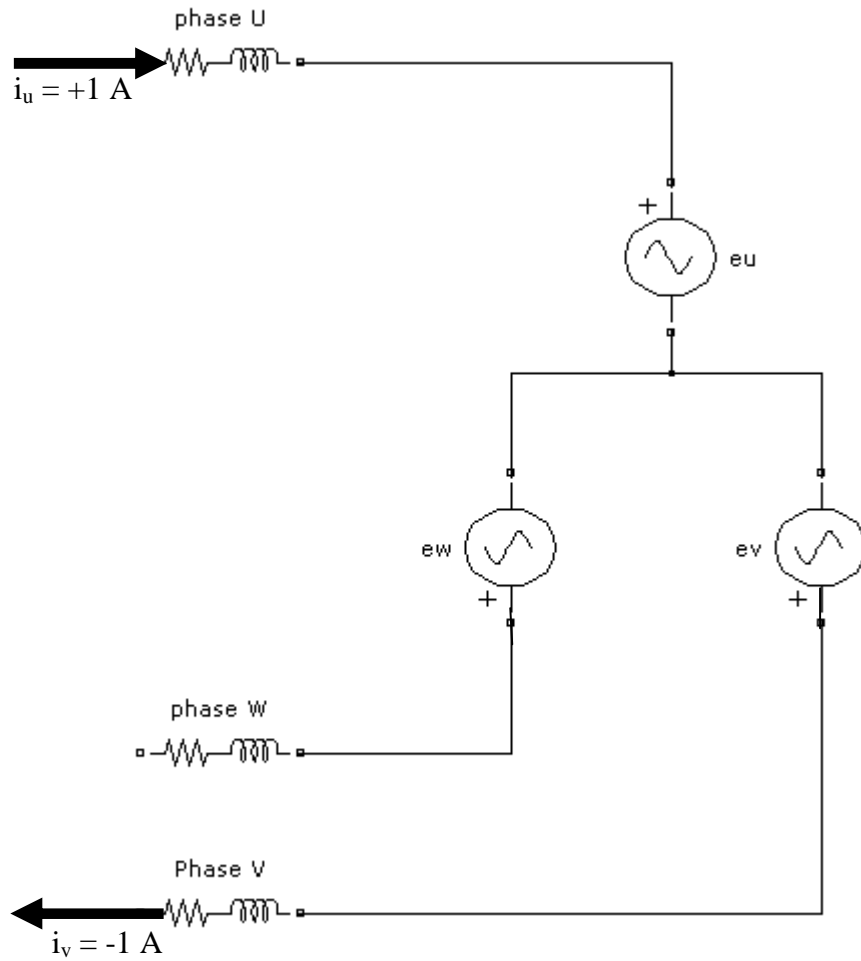 phase U
iᵤ = +1 A
+
eu
ew
ev
+
+
phase W
Phase V
iᵥ = -1 A